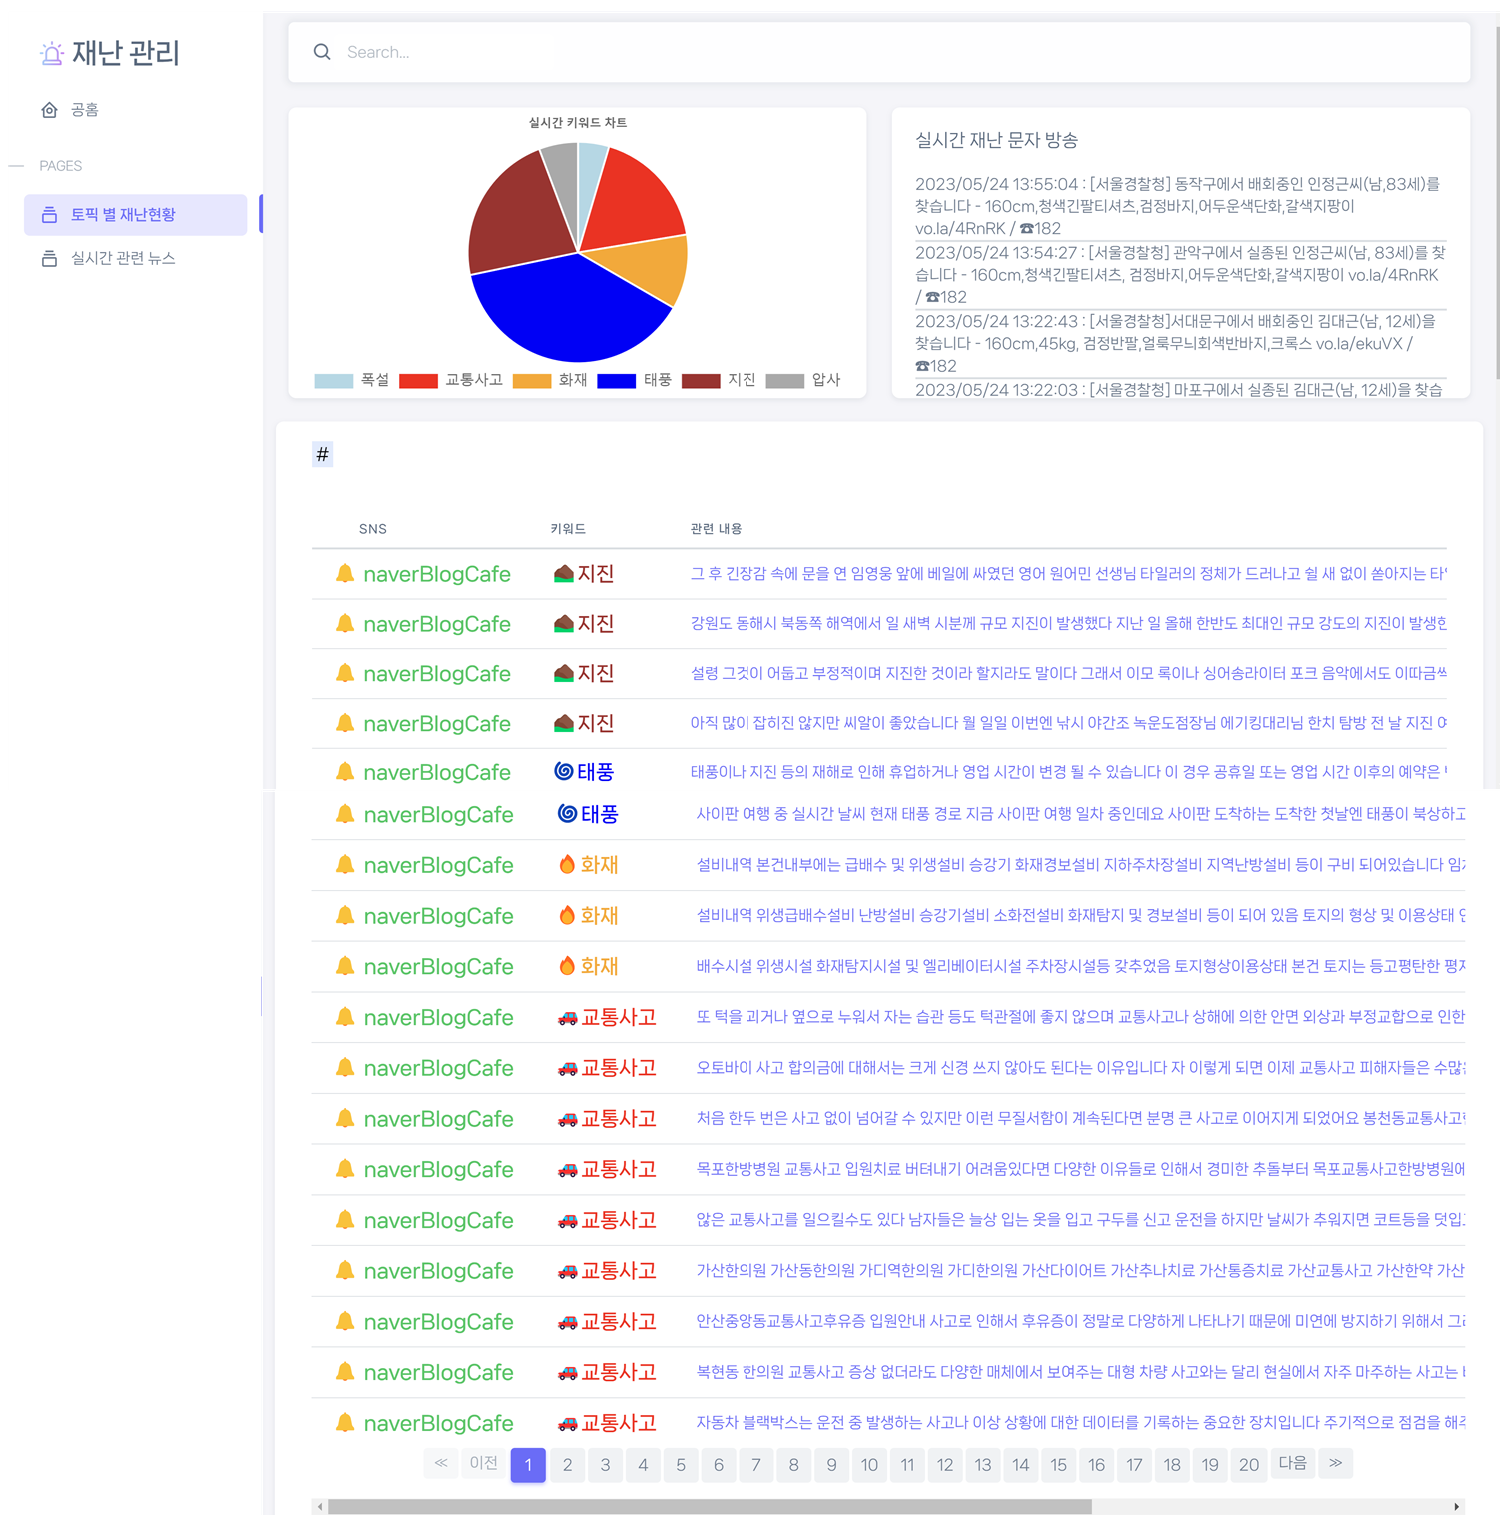 재난 관리
공홈
PAGES
토픽 별 재난현황
실시간 관련 뉴스
Search...
실시간 키워드 차트
폭설 교통사고 화재 태풍 지진 압사
실시간 재난 문자 방송
2023/05/24 13:55:04 : [서울경찰청] 동작구에서 배회중인 인정근씨(남,83세)를
찾습니다 - 160cm,청색긴팔티셔츠,검정바지,어두운색단화,갈색지팡이
vo.la/4RnRK / ☎182
2023/05/24 13:54:27 : [서울경찰청] 관악구에서 실종된 인정근씨(남, 83세)를 찾
습니다 - 160cm,청색긴팔티셔츠, 검정바지,어두운색단화,갈색지팡이 vo.la/4RnRK
/ ☎182
2023/05/24 13:22:43 : [서울경찰청]서대문구에서 배회중인 김대근(남, 12세)을
찾습니다 - 160cm,45kg, 검정반팔,얼룩무늬회색반바지,크록스 vo.la/ekuVX /
☎182
2023/05/24 13:22:03 : [서울경찰청] 마포구에서 실종된 김대근(남, 12세)을 찾습
#
SNS 키워드 관련 내용
naverBlogCafe 지진 그 후 긴장감 속에 문을 연 임영웅 앞에 베일에 싸였던 영어 원어민 선생님 타일러의 정체가 드러나고 쉴 새 없이 쏟아지는
naverBlogCafe 지진 강원도 동해시 북동쪽 해역에서 일 새벽 시분께 규모 지진이 발생했다 지난 일 올해 한반도 최대인 규모 강도의 지진이
naverBlogCafe 지진 설령 그것이 어둡고 부정적이며 지진한 것이라 할지라도 말이다 그래서 이모 록이나 싱어송라이터 포크 음악에서도
naverBlogCafe 지진 아직 많이 잡히진 않지만 씨알이 좋았습니다 월 일일 이번엔 낚시 야간조 녹운도점장님 에기킹대리님 한치 탐방 전 날 지진
naverBlogCafe 태풍 태풍이나 지진 등의 재해로 인해 휴업하거나 영업 시간이 변경 될 수 있습니다 이 경우 공휴일 또는 영업 시간 이후의 예약은
naverBlogCafe 태풍 사이판 여행 중 실시간 날씨 현재 태풍 경로 지금 사이판 여행 일차 중인데요 사이판 도착하는 도착한 첫날엔 태풍이 북상하고
naverBlogCafe 화재 설비내역 본건내부에는 급배수 및 위생설비 승강기 화재경보설비 지하주차장설비 지역난방설비 등이 구비 되어있습니다
naverBlogCafe 화재 설비내역 위생급배수설비 난방설비 승강기설비 소화전설비 화재탐지 및 경보설비 등이 되어 있음 토지의 형상 및 이용상태
naverBlogCafe 화재 배수시설 위생시설 화재탐지시설 및 엘리베이터시설 주차장시설등 갖추었음 토지형상이용상태 본건 토지는 등고평탄한
naverBlogCafe 교통사고 또 턱을 괴거나 옆으로 누워서 자는 습관 등도 턱관절에 좋지 않으며 교통사고나 상해에 의한 안면 외상과 부정교합으로 인한
naverBlogCafe 교통사고 오토바이 사고 합의금에 대해서는 크게 신경 쓰지 않아도 된다는 이유입니다 자 이렇게 되면 이제 교통사고 피해자들은
naverBlogCafe 교통사고 처음 한두 번은 사고 없이 넘어갈 수 있지만 이런 무질서함이 계속된다면 분명 큰 사고로 이어지게 되었어요
naverBlogCafe 교통사고 목포한방병원 교통사고 입원치료 버텨내기 어려움있다면 다양한 이유들로 인해서 경미한 추돌부터 목포교통사고한방병원에
naverBlogCafe 교통사고 않은 교통사고를 일으킬수도 있다 남자들은 늘상 입는 옷을 입고 구두를 신고 운전을 하지만 날씨가 추워지면 코트등을
naverBlogCafe 교통사고 가산한의원 가산동한의원 가디역한의원 가디한의원 가산다이어트 가산추나치료 가산통증치료 가산교통사고 가산한약 가산
naverBlogCafe 교통사고 안산중앙동교통사고후유증 입원안내 사고로 인해서 후유증이 정말로 다양하게 나타나기 때문에 미연에 방지하기 위해서
naverBlogCafe 교통사고 복현동 한의원 교통사고 증상 없더라도 다양한 매체에서 보여주는 대형 차량 사고와는 달리 현실에서 자주 마주하는 사고는
naverBlogCafe 교통사고 자동차 블랙박스는 운전 중 발생하는 사고나 이상 상황에 대한 데이터를 기록하는 중요한 장치입니다 주기적으로 점검을
≪ 이전 1 2 3 4 5 6 7 8 9 10 11 12 13 14 15 16 17 18 19 20 다음 ≫